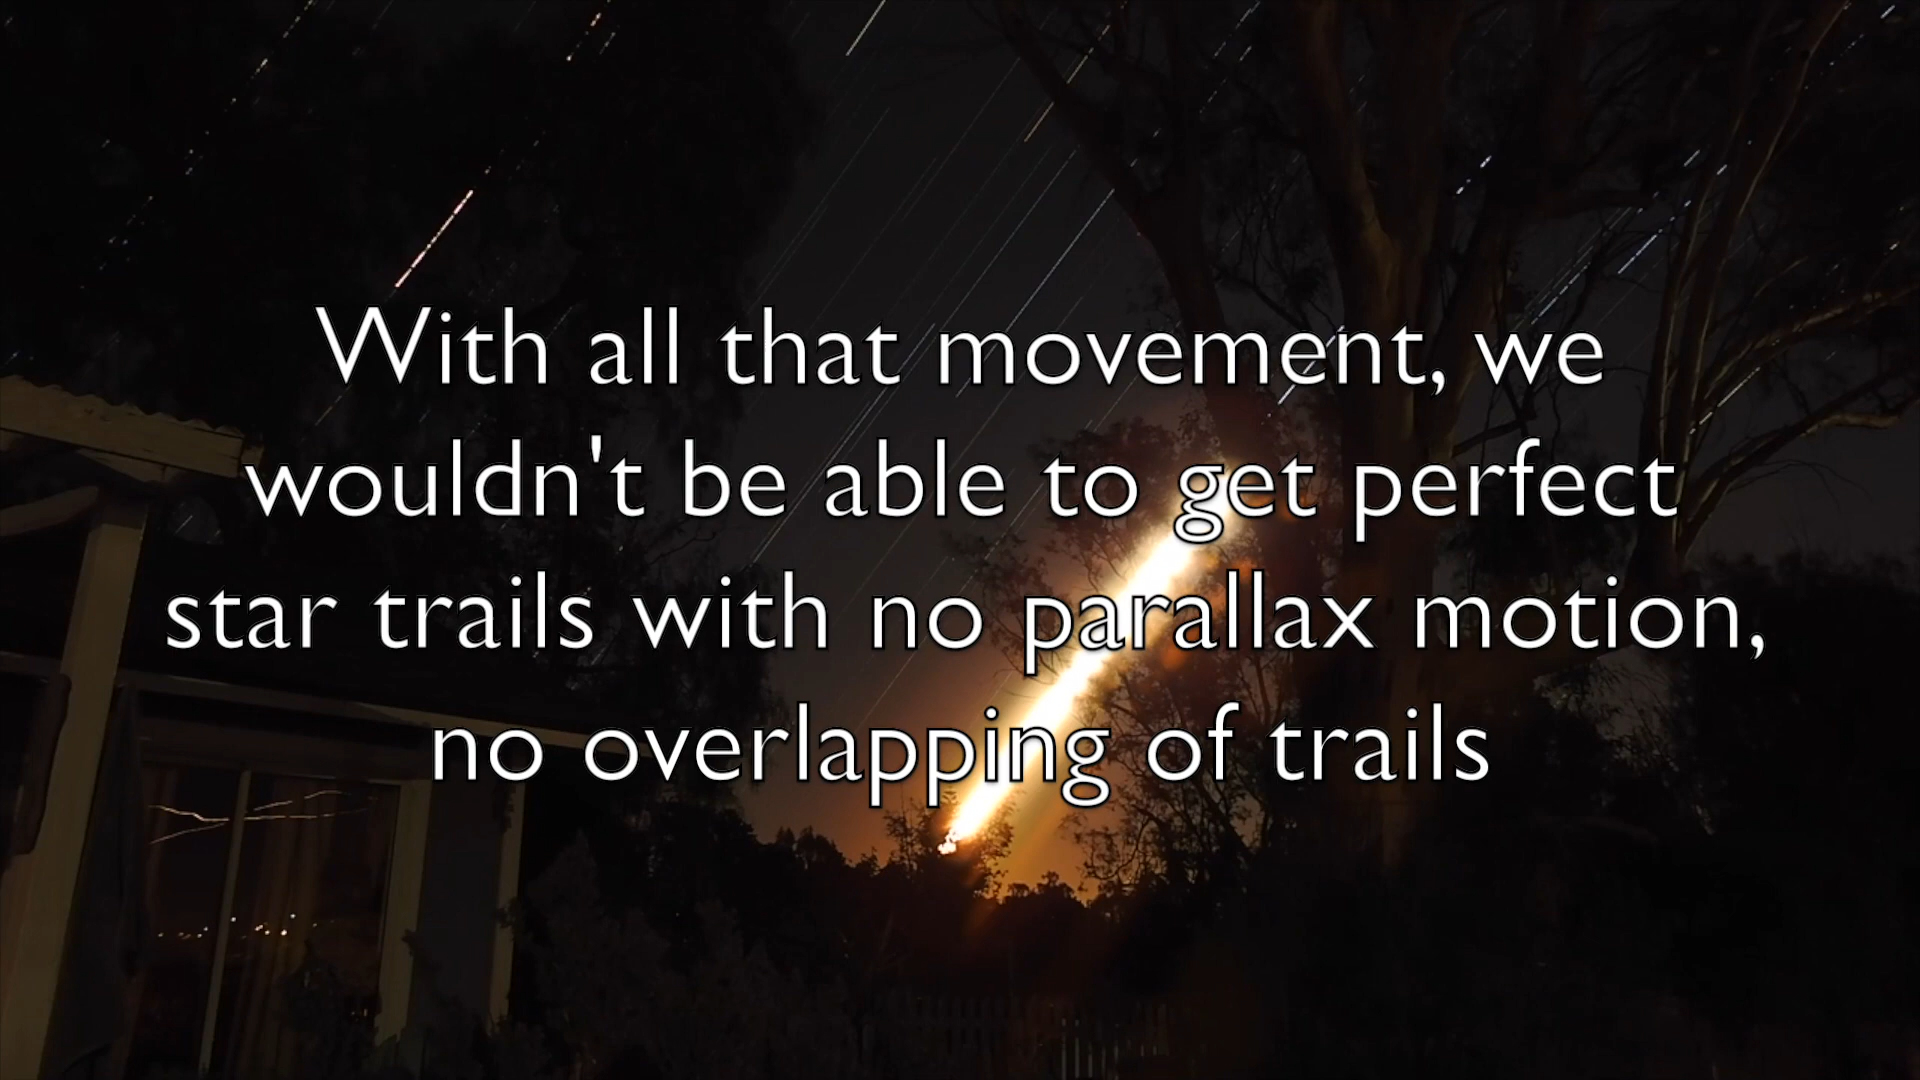 With all that movement, we
wouldn't be able to get perfect
star trails with no parallax motion,
no overlapping of trails